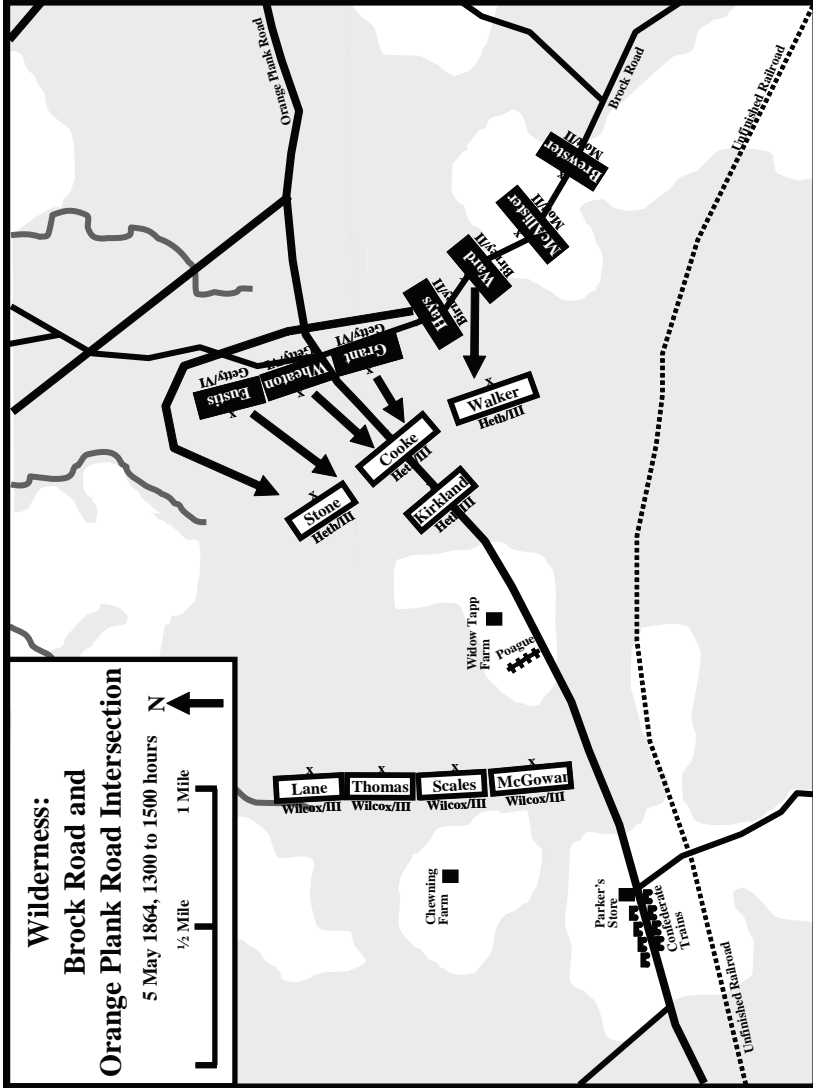 Wilderness:
Brock Road and
Orange Plank Road Intersection
5 May 1864, 1300 to 1500 hours
N
½ Mile
1 Mile
Orange Plank Road
Brock Road
Unfinished Railroad
Brewster
Mott/II
x
McAllister
Mott/II
x
Ward
Birney/II
Hays
Birney/II
Grant
Getty/VI
x
Wheaton
Getty/VI
x
Eustis
Getty/VI
x
x
Walker
Heth/III
Cooke
Heth/III
Kirkland
Heth/III
x
Stone
Heth/III
Widow Tapp
Farm
Poague
x
Lane
Wilcox/III
x
Thomas
Wilcox/III
x
Scales
Wilcox/III
x
McGowan
Wilcox/III
Chewning
Farm
Parker's
Store
Confederate
Trains
Unfinished Railroad